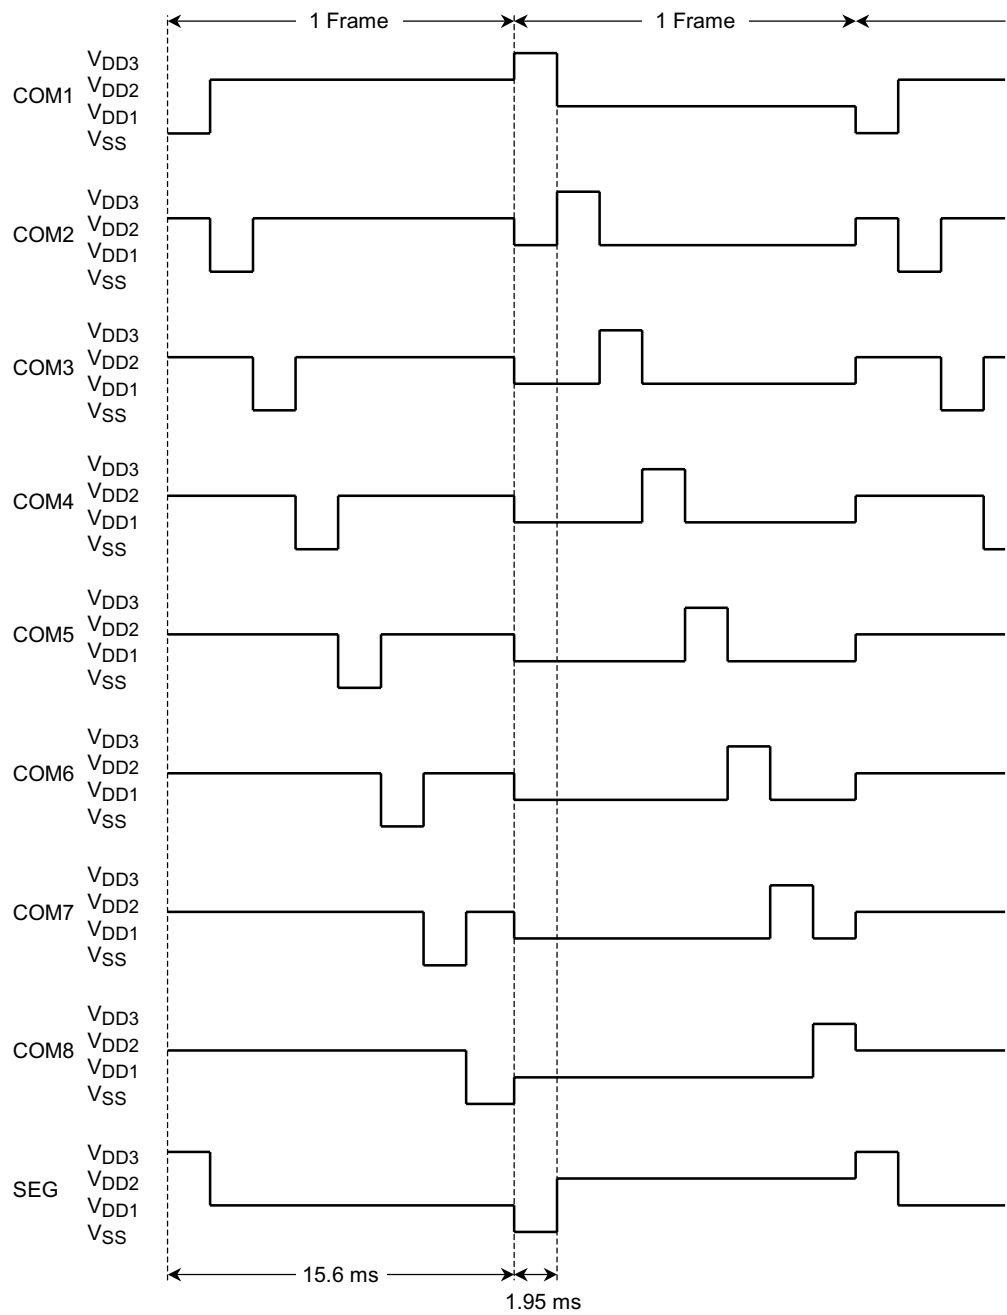 1 Frame 1 Frame
VDD3
COM1 VDD2
VDD1
VSS
VDD3
COM2 VDD2
VDD1
VSS
VDD3
COM3 VDD2
VDD1
VSS
VDD3
COM4 VDD2
VDD1
VSS
VDD3
COM5 VDD2
VDD1
VSS
VDD3
COM6 VDD2
VDD1
VSS
VDD3
COM7 VDD2
VDD1
VSS
VDD3
COM8 VDD2
VDD1
VSS
VDD3
SEG VDD2
VDD1
VSS
15.6 ms
1.95 ms